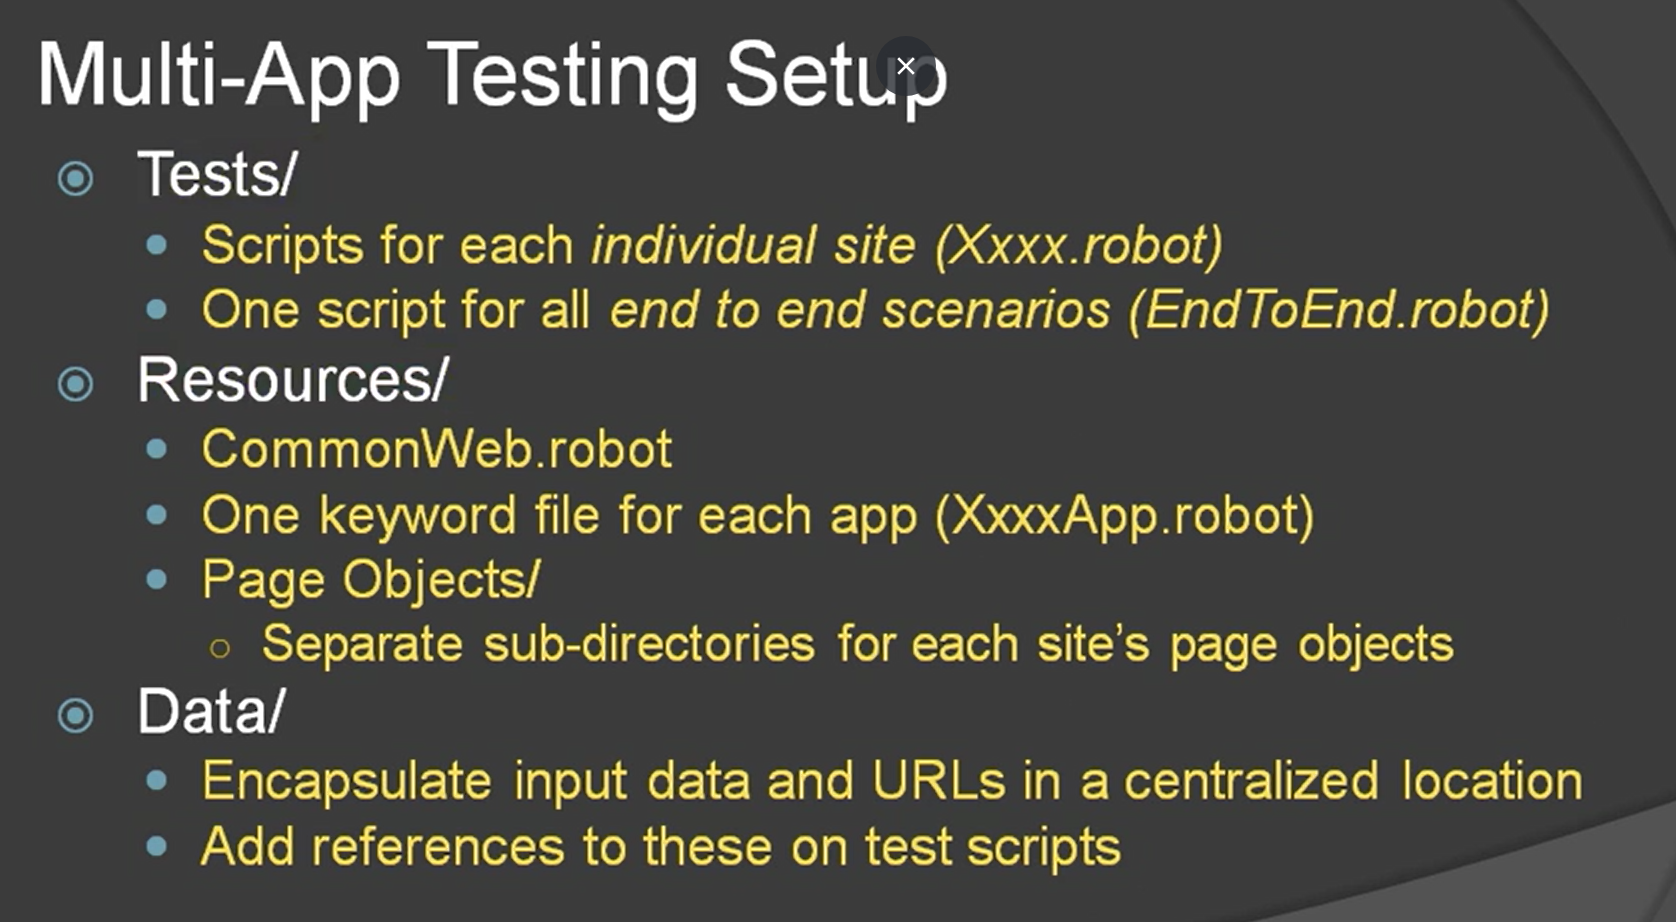 Multi-App Testing Setup
Tests/
Scripts for each individual site (Xxxx.robot)
One script for all end to end scenarios (EndToEnd.robot)
Resources/
CommonWeb.robot
One keyword file for each app (XxxxApp.robot)
Page Objects/
Separate sub-directories for each site’s page objects
Data/
Encapsulate input data and URLs in a centralized location
Add references to these on test scripts